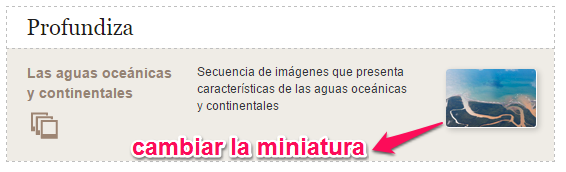 Profundiza
Las aguas oceánicas
y continentales
Secuencia de imágenes que presenta
características de las aguas oceánicas
y continentales
cambiar la miniatura